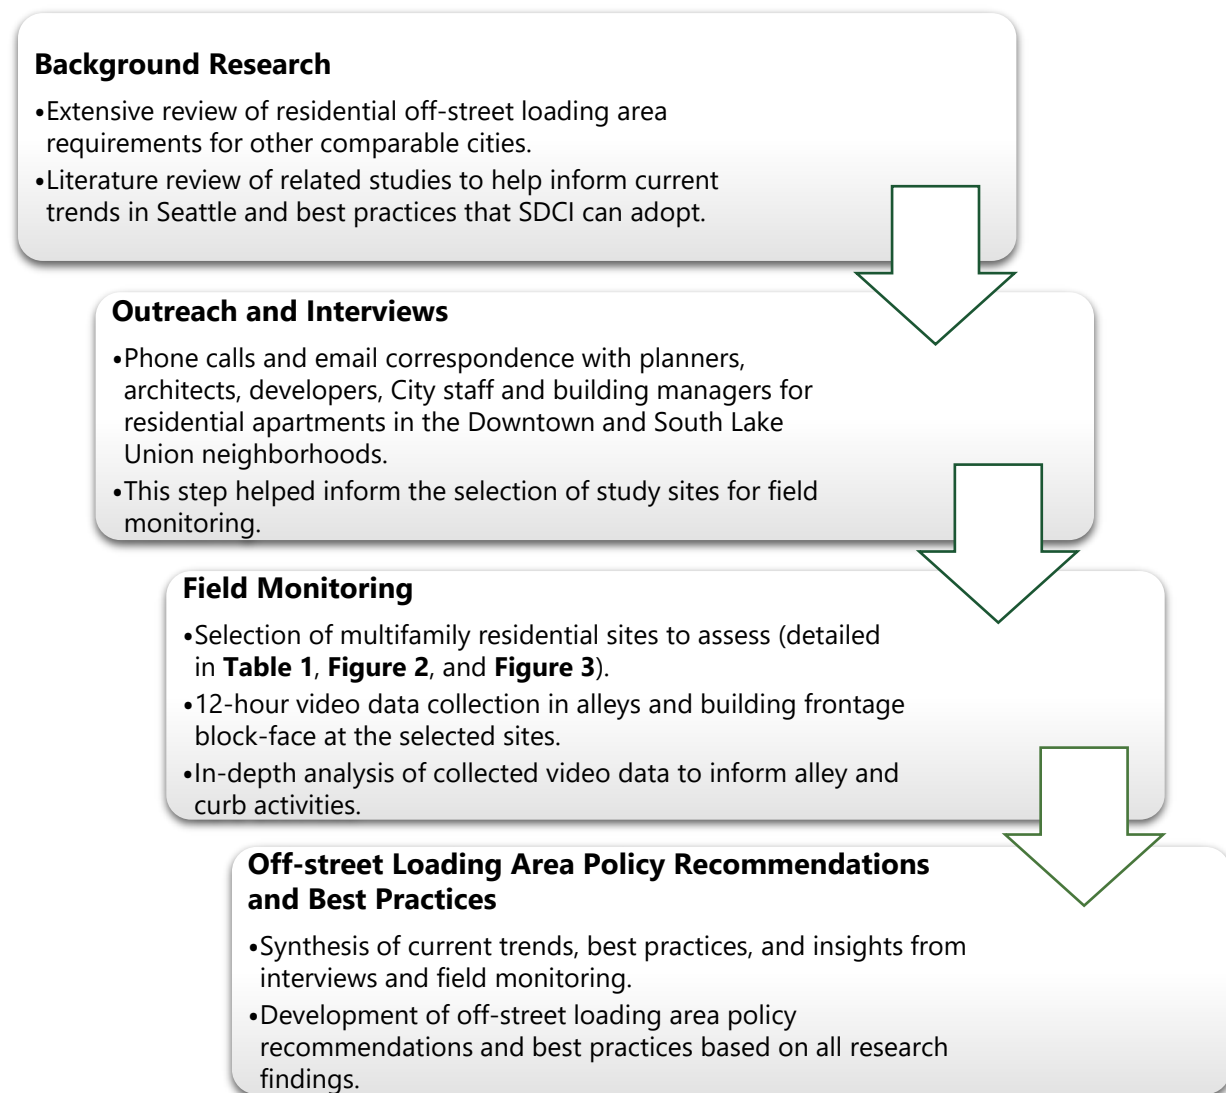 Background Research
•Extensive review of residential off-street loading area
requirements for other comparable cities.
•Literature review of related studies to help inform current
trends in Seattle and best practices that SDCI can adopt.
Outreach and Interviews
•Phone calls and email correspondence with planners,
architects, developers, City staff and building managers for
residential apartments in the Downtown and South Lake
Union neighborhoods.
•This step helped inform the selection of study sites for field
monitoring.
Field Monitoring
•Selection of multifamily residential sites to assess (detailed
in Table 1, Figure 2, and Figure 3).
•12-hour video data collection in alleys and building frontage
block-face at the selected sites.
•In-depth analysis of collected video data to inform alley and
curb activities.
Off-street Loading Area Policy Recommendations
and Best Practices
•Synthesis of current trends, best practices, and insights from
interviews and field monitoring.
•Development of off-street loading area policy
recommendations and best practices based on all research
findings.